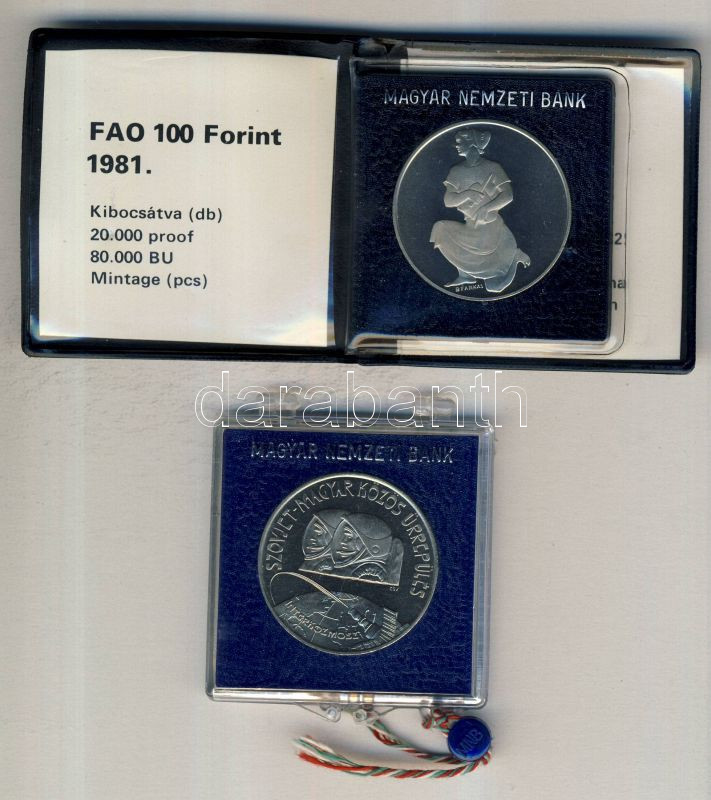 MAGYAR NEMZETI BANK
FAO 100 Forint
1981.
Kibocsátva (db)
20.000 proof
80.000 BU
Mintage (pcs)
darabanth
MAGYAR NEMZETI BANK
SZOVJET-MAGYAR KÖZÖS ŰRREPÜLÉS
INTERKOZMOSZ
MNB